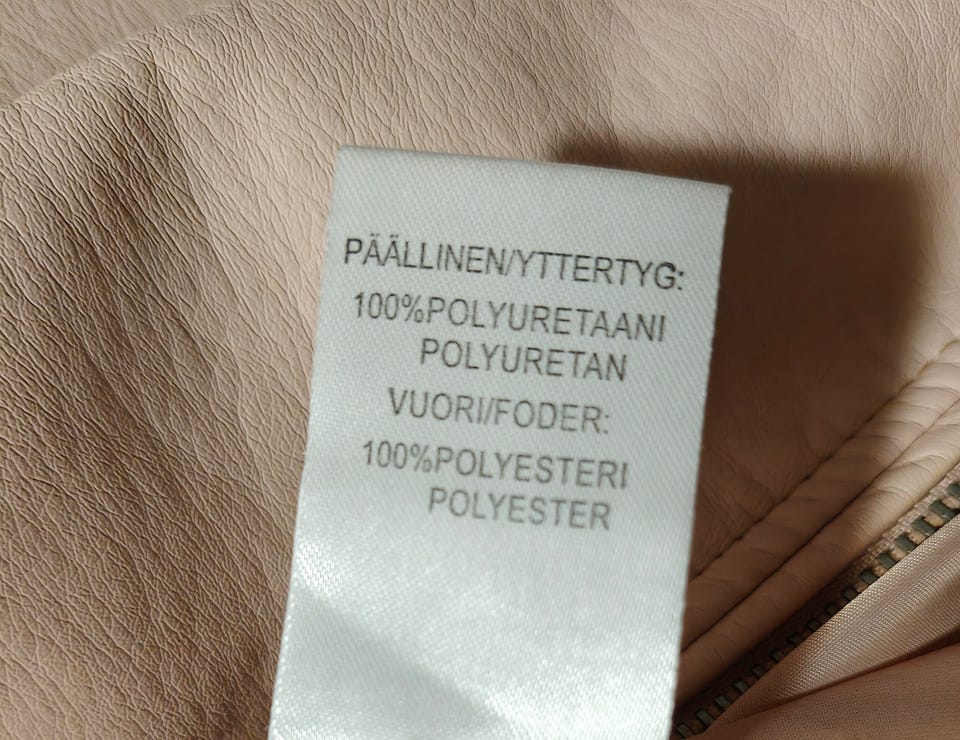 PÄÄLLINEN/YTTERTYG:
100%POLYURETAANI
POLYURETAN
VUORI/FODER:
100%POLYESTERI
POLYESTER